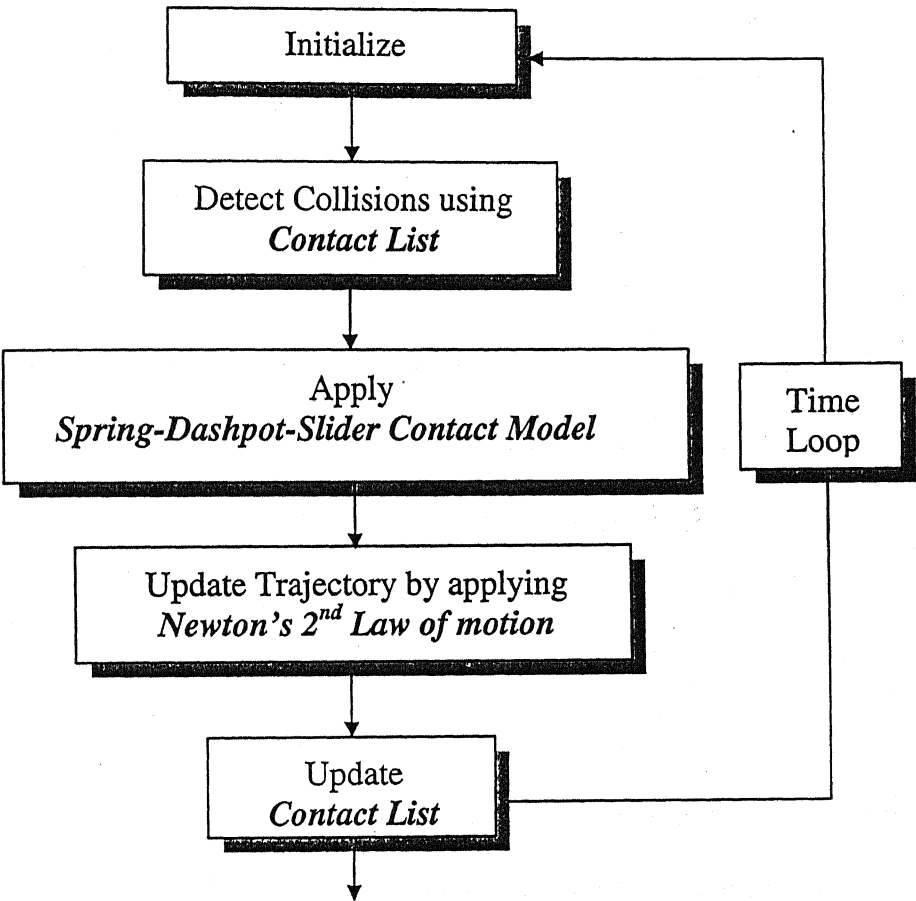 Initialize
Detect Collisions using
Contact List
Apply
Spring-Dashpot-Slider Contact Model
Time
Loop
Update Trajectory by applying
Newton's 2nd Law of motion
Update
Contact List